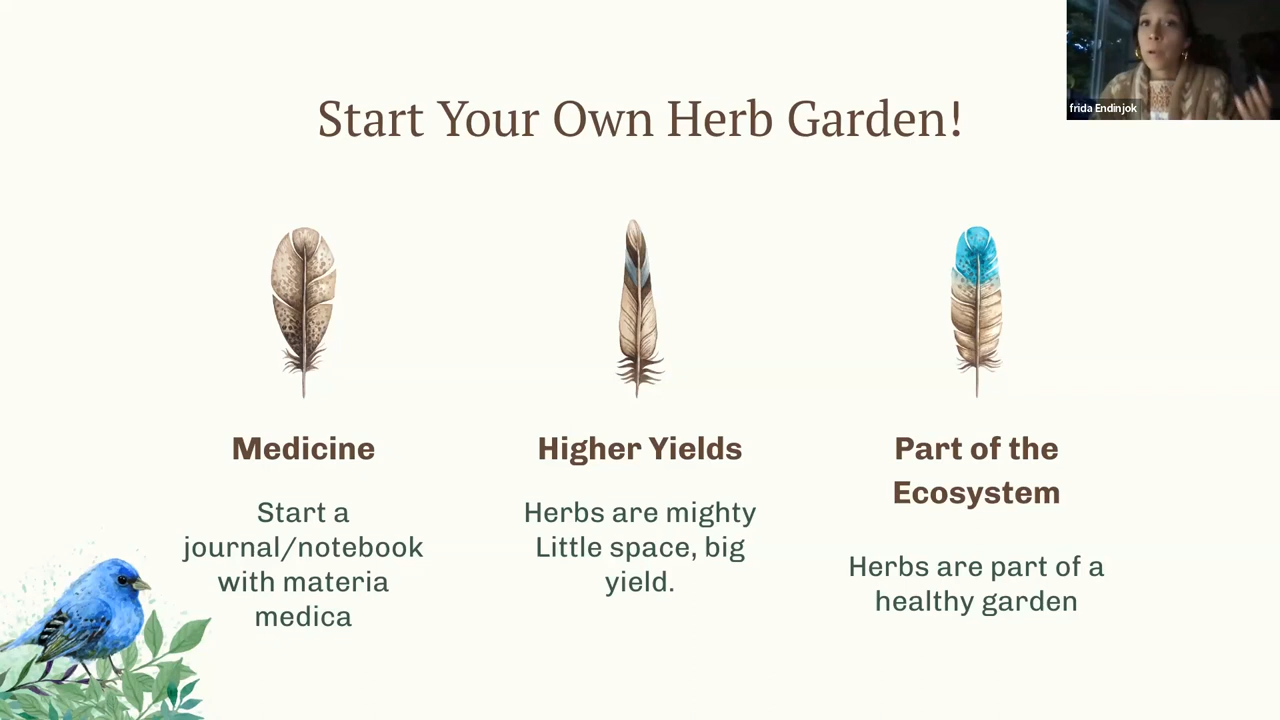 frida Endinjok
Start Your Own Herb Garden!
Medicine
Start a
journal/notebook
with materia
medica
Higher Yields
Herbs are mighty
Little space, big
yield.
Part of the
Ecosystem
Herbs are part of a
healthy garden